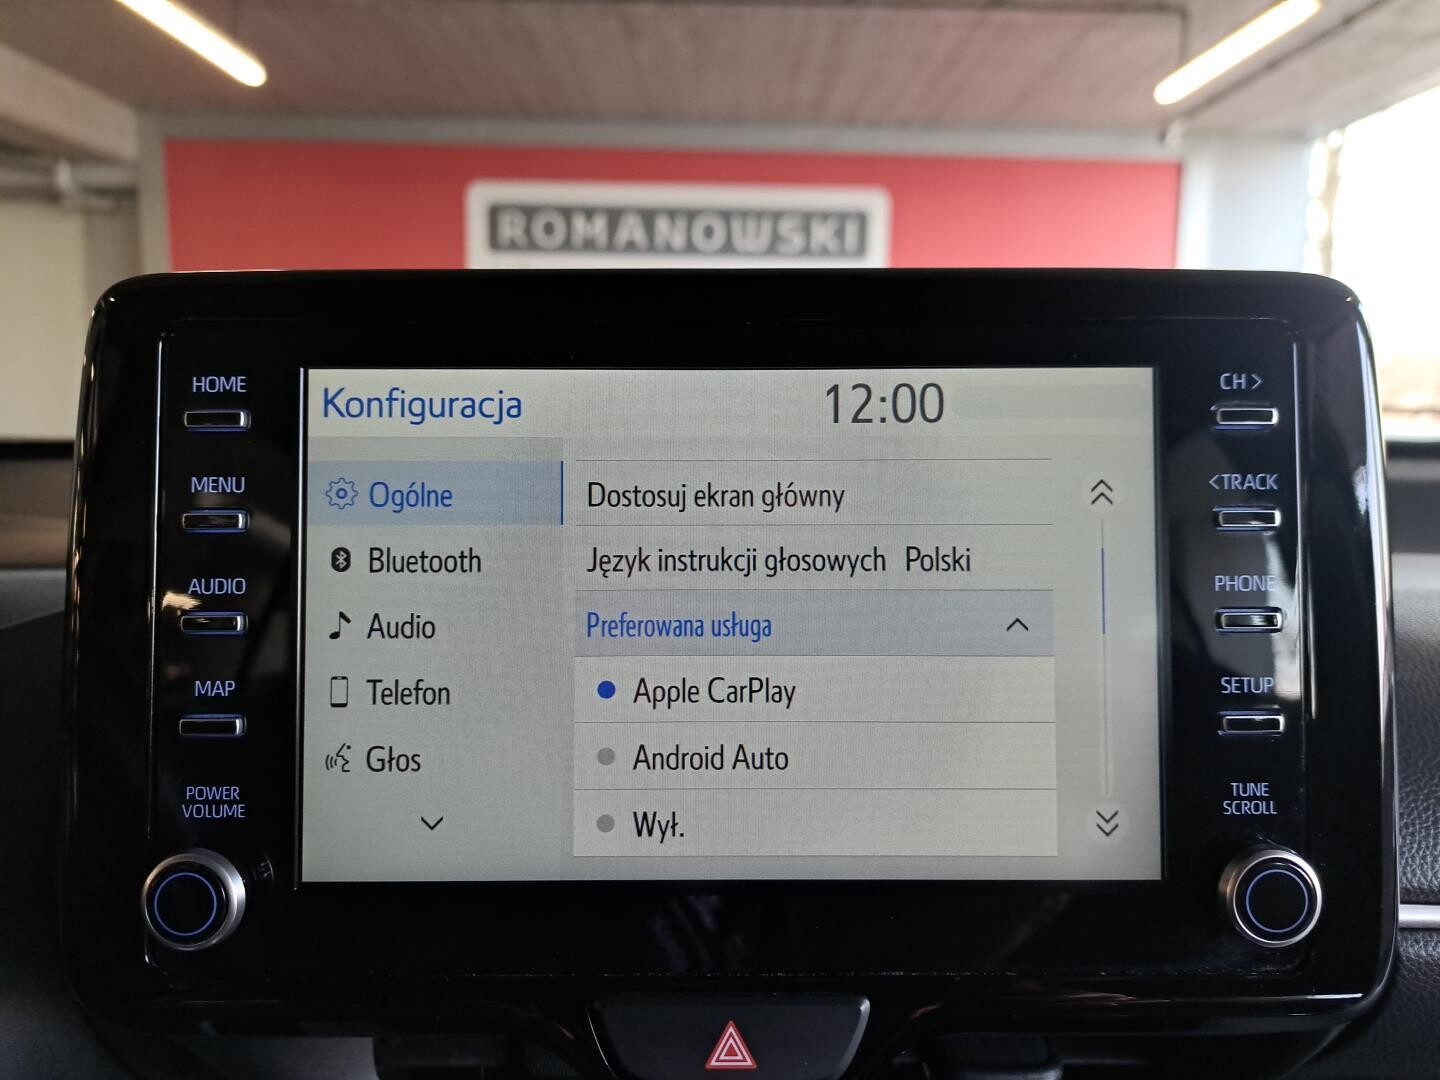 ROMANOWSKI
HOME
MENU
AUDIO
MAP
POWER
VOLUME
Konfiguracja
12:00
Ogólne
Bluetooth
Audio
Telefon
Głos
Dostosuj ekran główny
Język instrukcji głosowych Polski
Preferowana usługa
Apple CarPlay
Android Auto
Wył.
CH >
<TRACK
PHONE
SETUP
TUNE
SCROLL